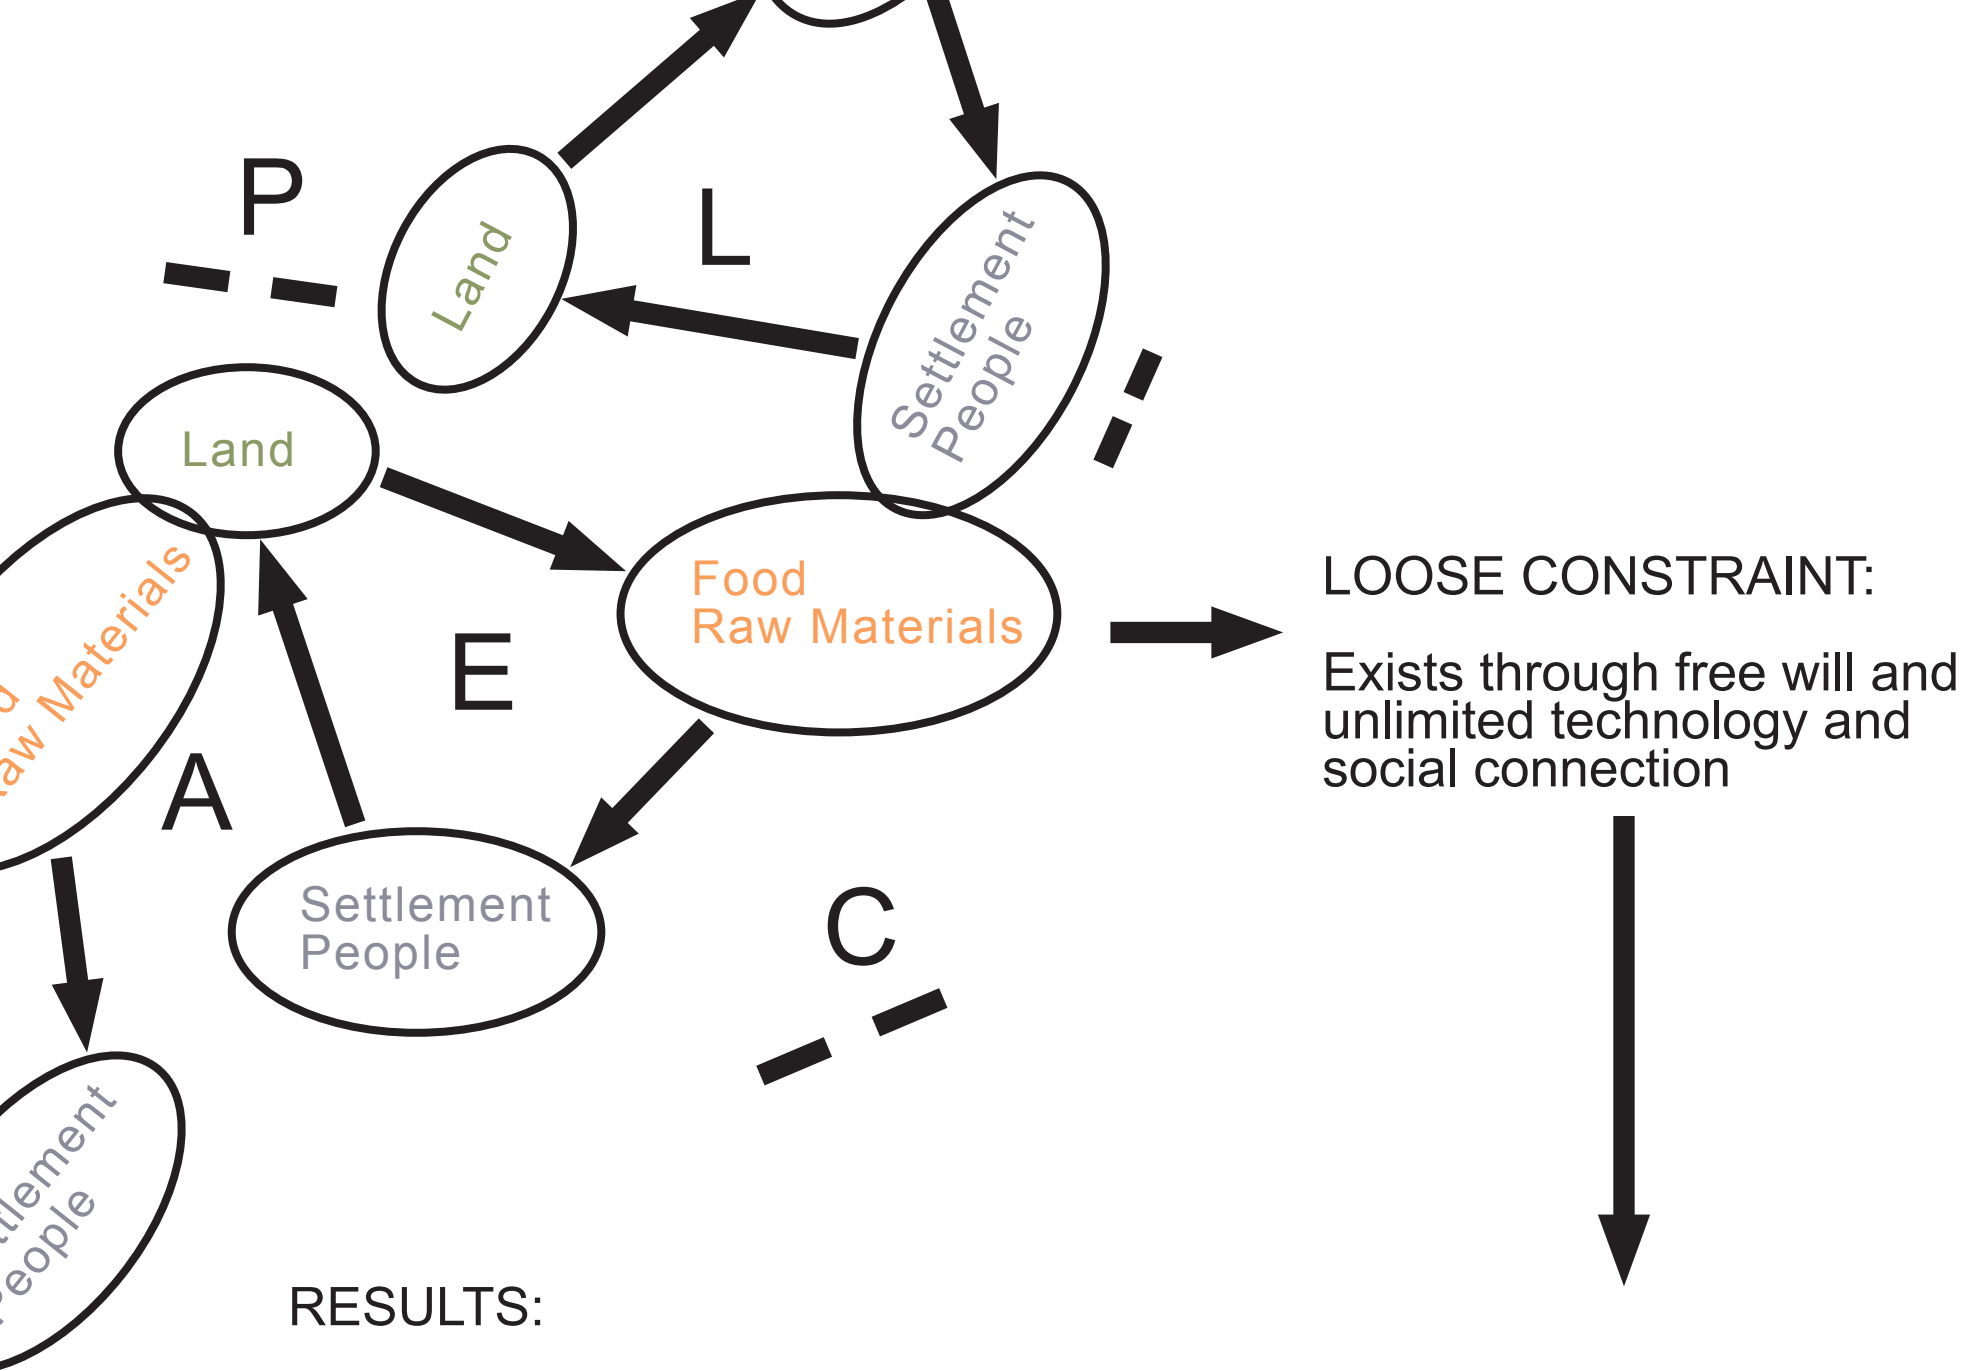 P
L
Land
Settlement
People
Land
Food
Raw Materials
LOOSE CONSTRAINT:
Exists through free will and
unlimited technology and
social connection
Materials
E
A
Settlement
People
C
People
RESULTS: